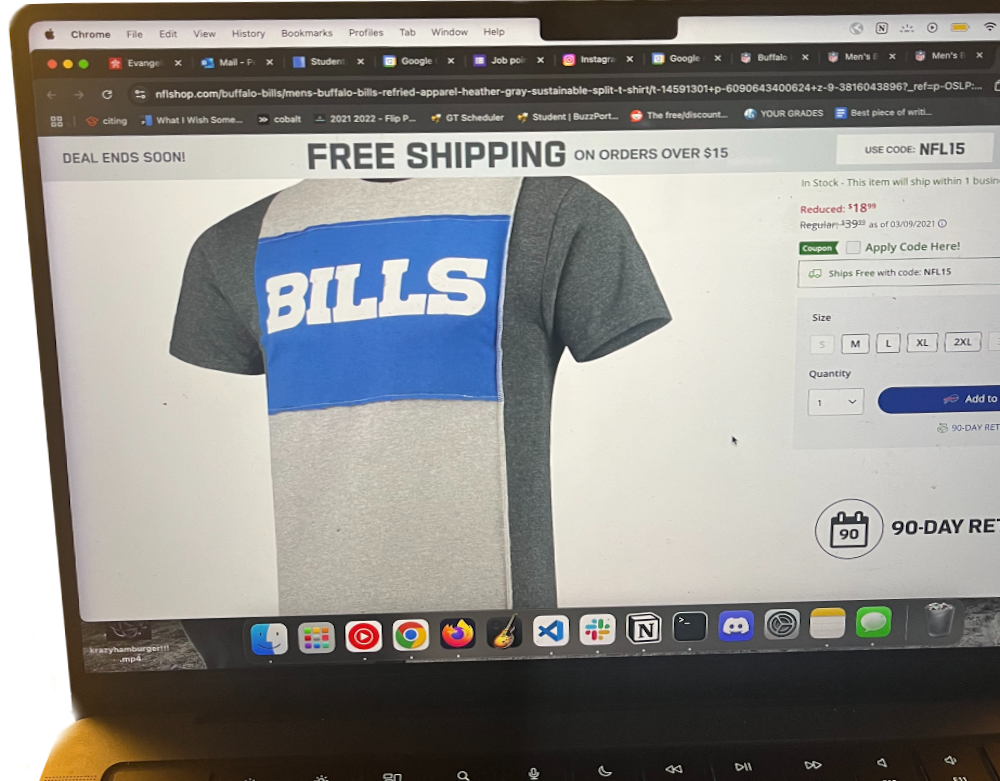 Chrome File Edit View History Bookmarks Profiles Tab Window Help
Evange Mail - P Student Google Job poi Instagra Google Buffalo Men's Men's
nflshop.com/buffalo-bills/mens-buffalo-bills-refried-apparel-heather-gray-sustainable-split-t-shirt/t-14591301+p-6090643400624+z-9-3816043896?_ref=p-OSLP:...
citing What I Wish Some... cobalt 2021 2022 - Flip P... GT Scheduler Student | BuzzPort... The free/discount... YOUR GRADES Best piece of writi...
DEAL ENDS SOON! FREE SHIPPING ON ORDERS OVER $15 USE CODE: NFL15
In Stock - This item will ship within 1 busin
Reduced: $18.99
Regular: $39.99 as of 03/09/2021
Coupon Apply Code Here!
Ships Free with code: NFL15
BILLS
Size
S M L XL 2XL
Quantity
1 Add to
90-DAY RET
90 90-DAY RE
krazyhamburger!!!
.mp4